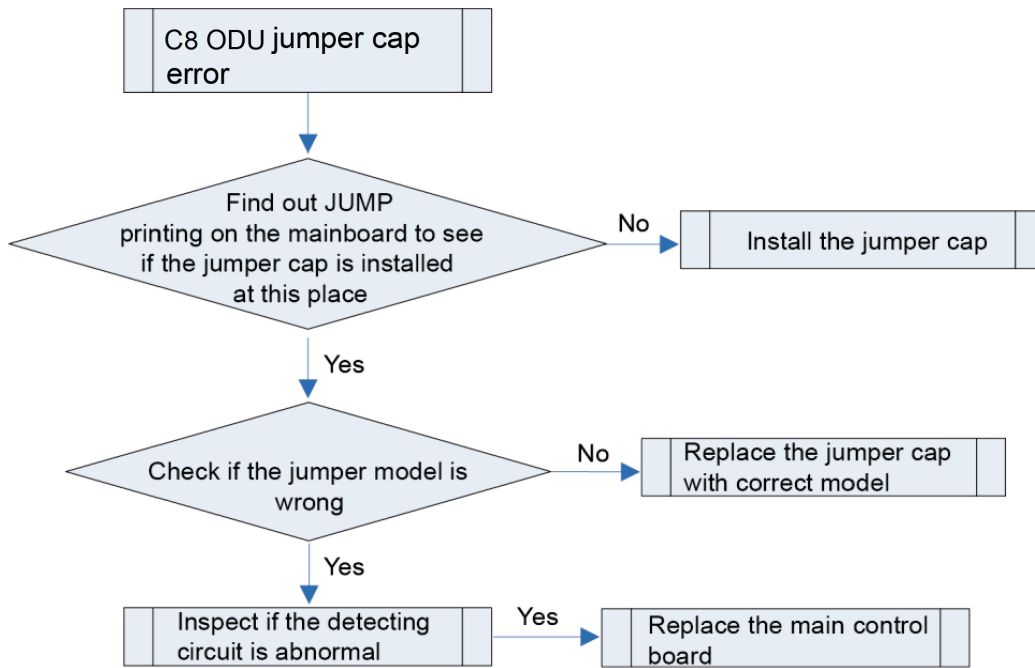 C8 ODU jumper cap
error
Find out JUMP
printing on the mainboard to see
if the jumper cap is installed
at this place
No
Install the jumper cap
Yes
Check if the jumper model is
wrong
No
Replace the jumper cap
with correct model
Yes
Inspect if the detecting
circuit is abnormal
Yes
Replace the main control
board